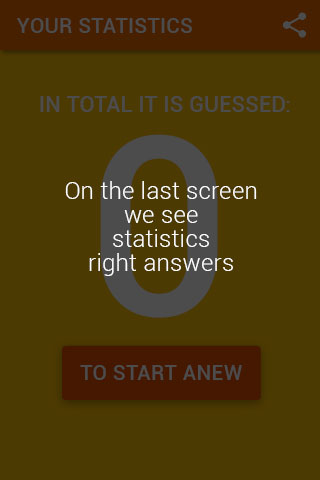 YOUR STATISTICS
IN TOTAL IT IS GUESSED:
0
On the last screen
we see
statistics
right answers
TO START ANEW